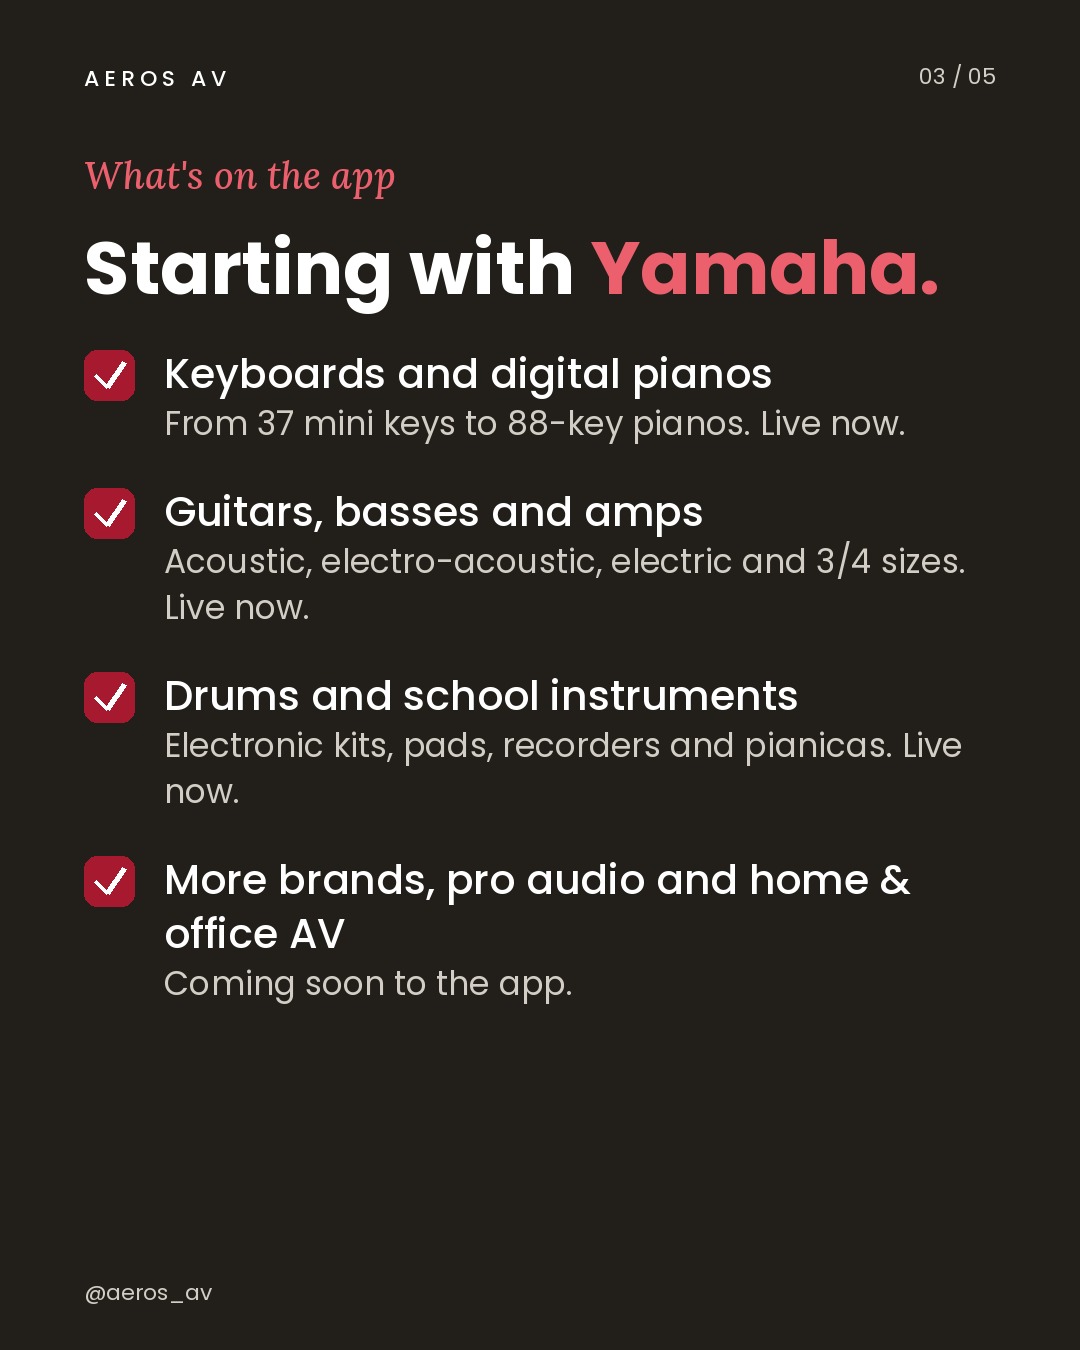 AEROS AV
03 / 05
What's on the app
Starting with Yamaha.
Keyboards and digital pianos
From 37 mini keys to 88-key pianos. Live now.
Guitars, basses and amps
Acoustic, electro-acoustic, electric and 3/4 sizes.
Live now.
Drums and school instruments
Electronic kits, pads, recorders and pianicas. Live
now.
More brands, pro audio and home &
office AV
Coming soon to the app.
@aeros_av